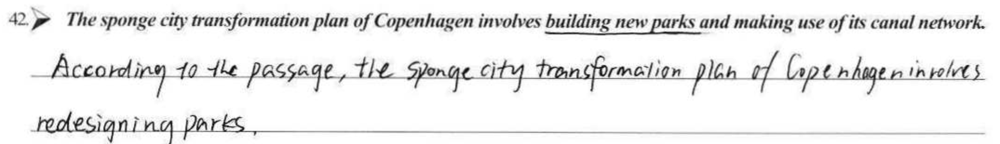 42. ➤ The sponge city transformation plan of Copenhagen involves building new parks and making use of its canal network.
According to the passage, the sponge city transformation plan of Copenhagen involves
redesigning parks.